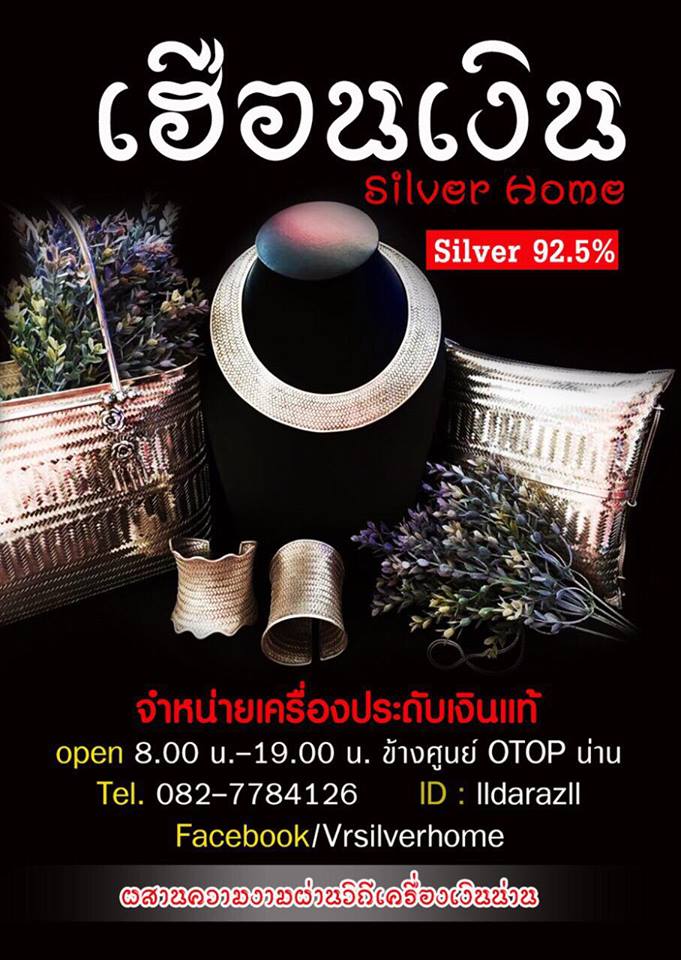 เฮือนเงิน
Silver Home
Silver 92.5%
จำหน่ายเครื่องประดับเงินแท้
open 8.00 น.–19.00 น. ข้างศูนย์ OTOP น่าน
Tel. 082–7784126 ID : lldarazll
Facebook/Vrsilverhome
ผสานความงามผ่านวิถีเครื่องเงินน่าน